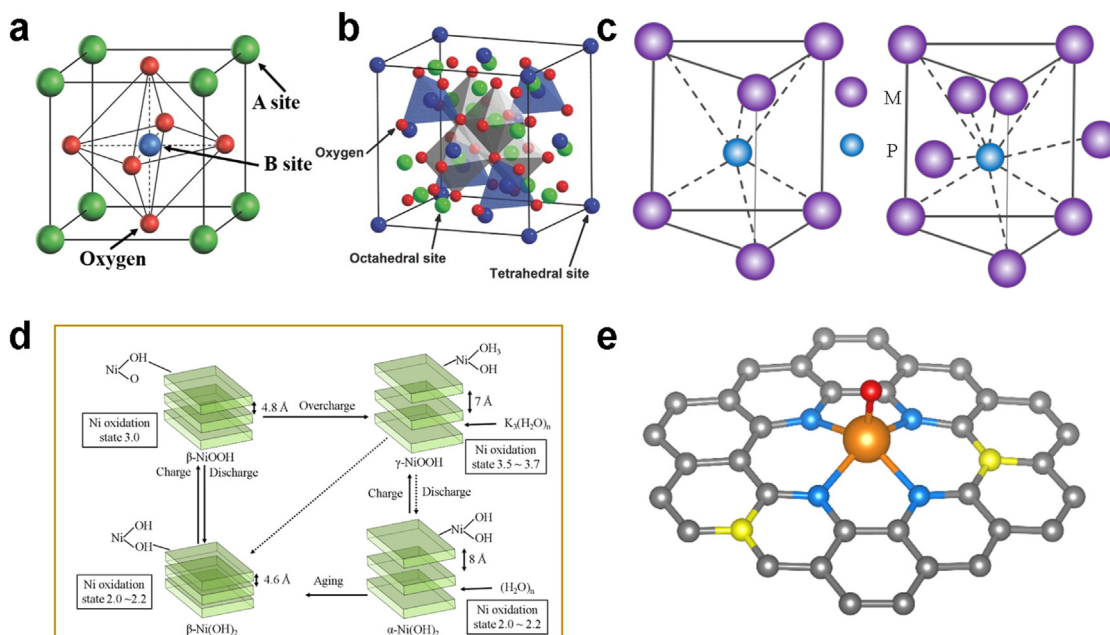 a
A site
B site
Oxygen
b
Oxygen
Octahedral site
Tetrahedral site
c
M
P
d
OH
Ni
O
Ni oxidation
state 3.0
4.8 Å
β-NiOOH
Overcharge
OH₃
Ni
OH
7 Å
K₃(H₂O)ₙ
Ni oxidation
state 3.5 ~ 3.7
γ-NiOOH
Charge
Discharge
Charge
Discharge
OH
Ni
OH
Ni oxidation
state 2.0 ~2.2
4.6 Å
β-Ni(OH)₂
Aging
OH
Ni
OH
8 Å
(H₂O)ₙ
Ni oxidation
state 2.0 ~ 2.2
α-Ni(OH)₂
e